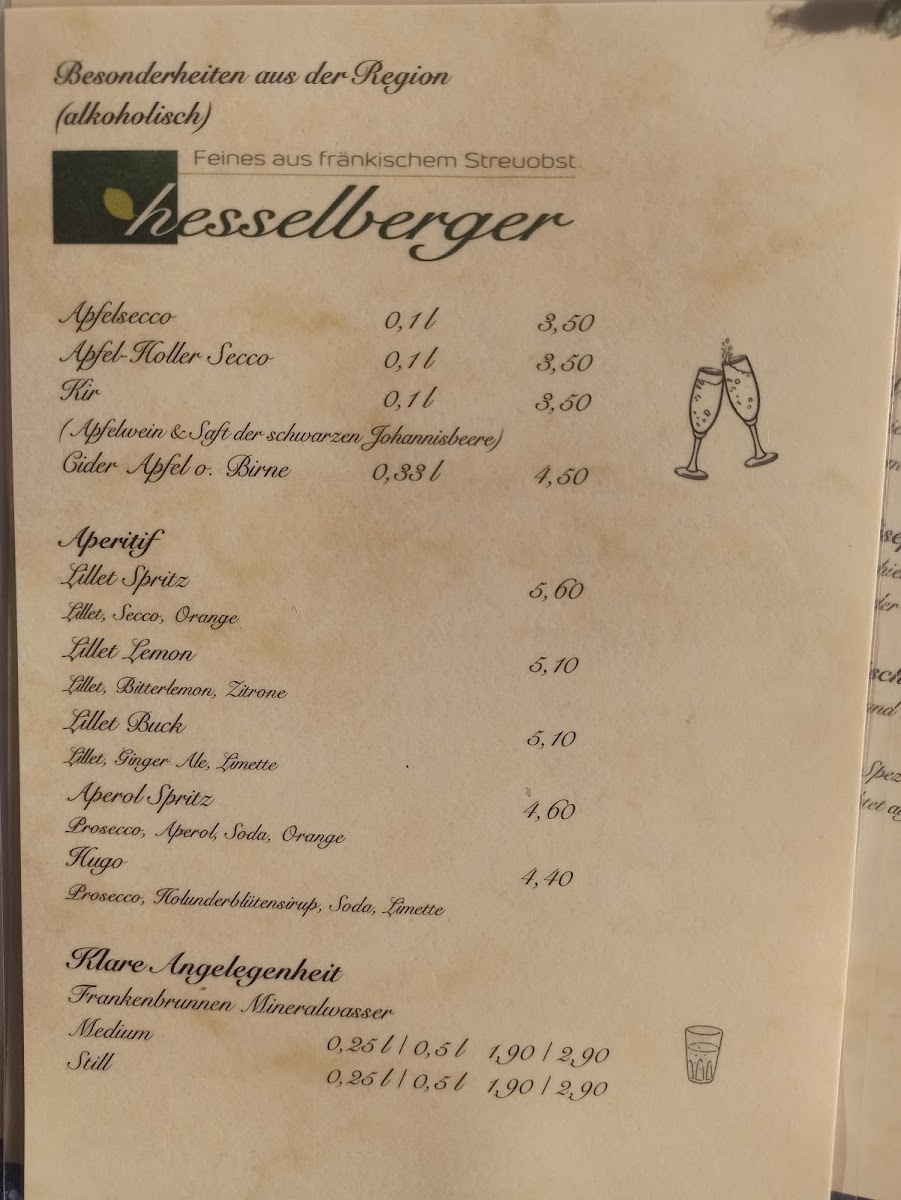 Besonderheiten aus der Region
(alkoholisch)
Feines aus fränkischem Streuobst.
hesselberger
Apfelsecco 0,1 l 3,50
Apfel-Holler Secco 0,1 l 3,50
Kir 0,1 l 3,50
(Apfelwein & Saft der schwarzen Johannisbeere)
Cider Apfel o. Birne 0,33 l 4,50
Aperitif
Lillet Spritz 5,60
Lillet, Secco, Orange
Lillet Lemon 5,10
Lillet, Bitterlemon, Zitrone
Lillet Buck 5,10
Lillet, Ginger Ale, Limette
Aperol Spritz 4,60
Prosecco, Aperol, Soda, Orange
Hugo 4,40
Prosecco, Holunderblütensirup, Soda, Limette
Klare Angelegenheit
Frankenbrunnen Mineralwasser
Medium 0,25 l | 0,5 l 1,90 | 2,90
Still 0,25 l | 0,5 l 1,90 | 2,90